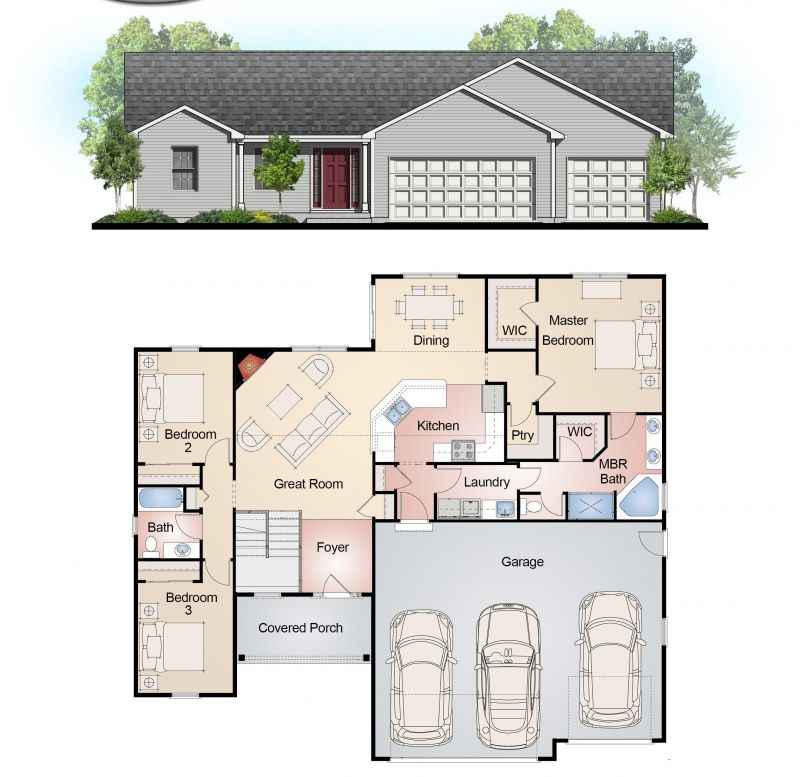 Dining
WIC
Master
Bedroom
Bedroom
2
Kitchen
Ptry
WIC
MBR
Bath
Great Room
Laundry
Bath
Foyer
Garage
Bedroom
3
Covered Porch